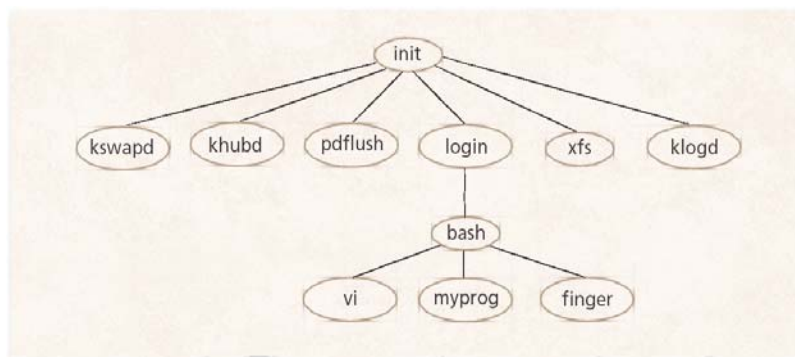 init
kswapd khubd pdflush login xfs klogd
bash
vi myprog finger